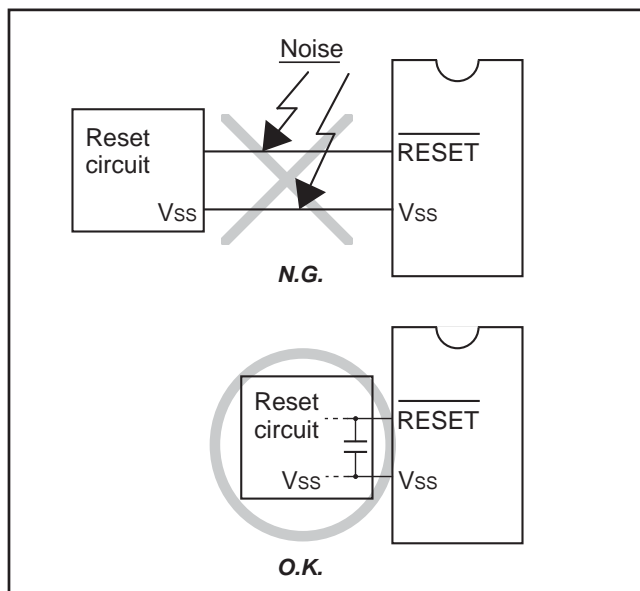 Noise
Reset
circuit
RESET
Vss
Vss
N.G.
Reset
circuit
RESET
Vss
Vss
O.K.